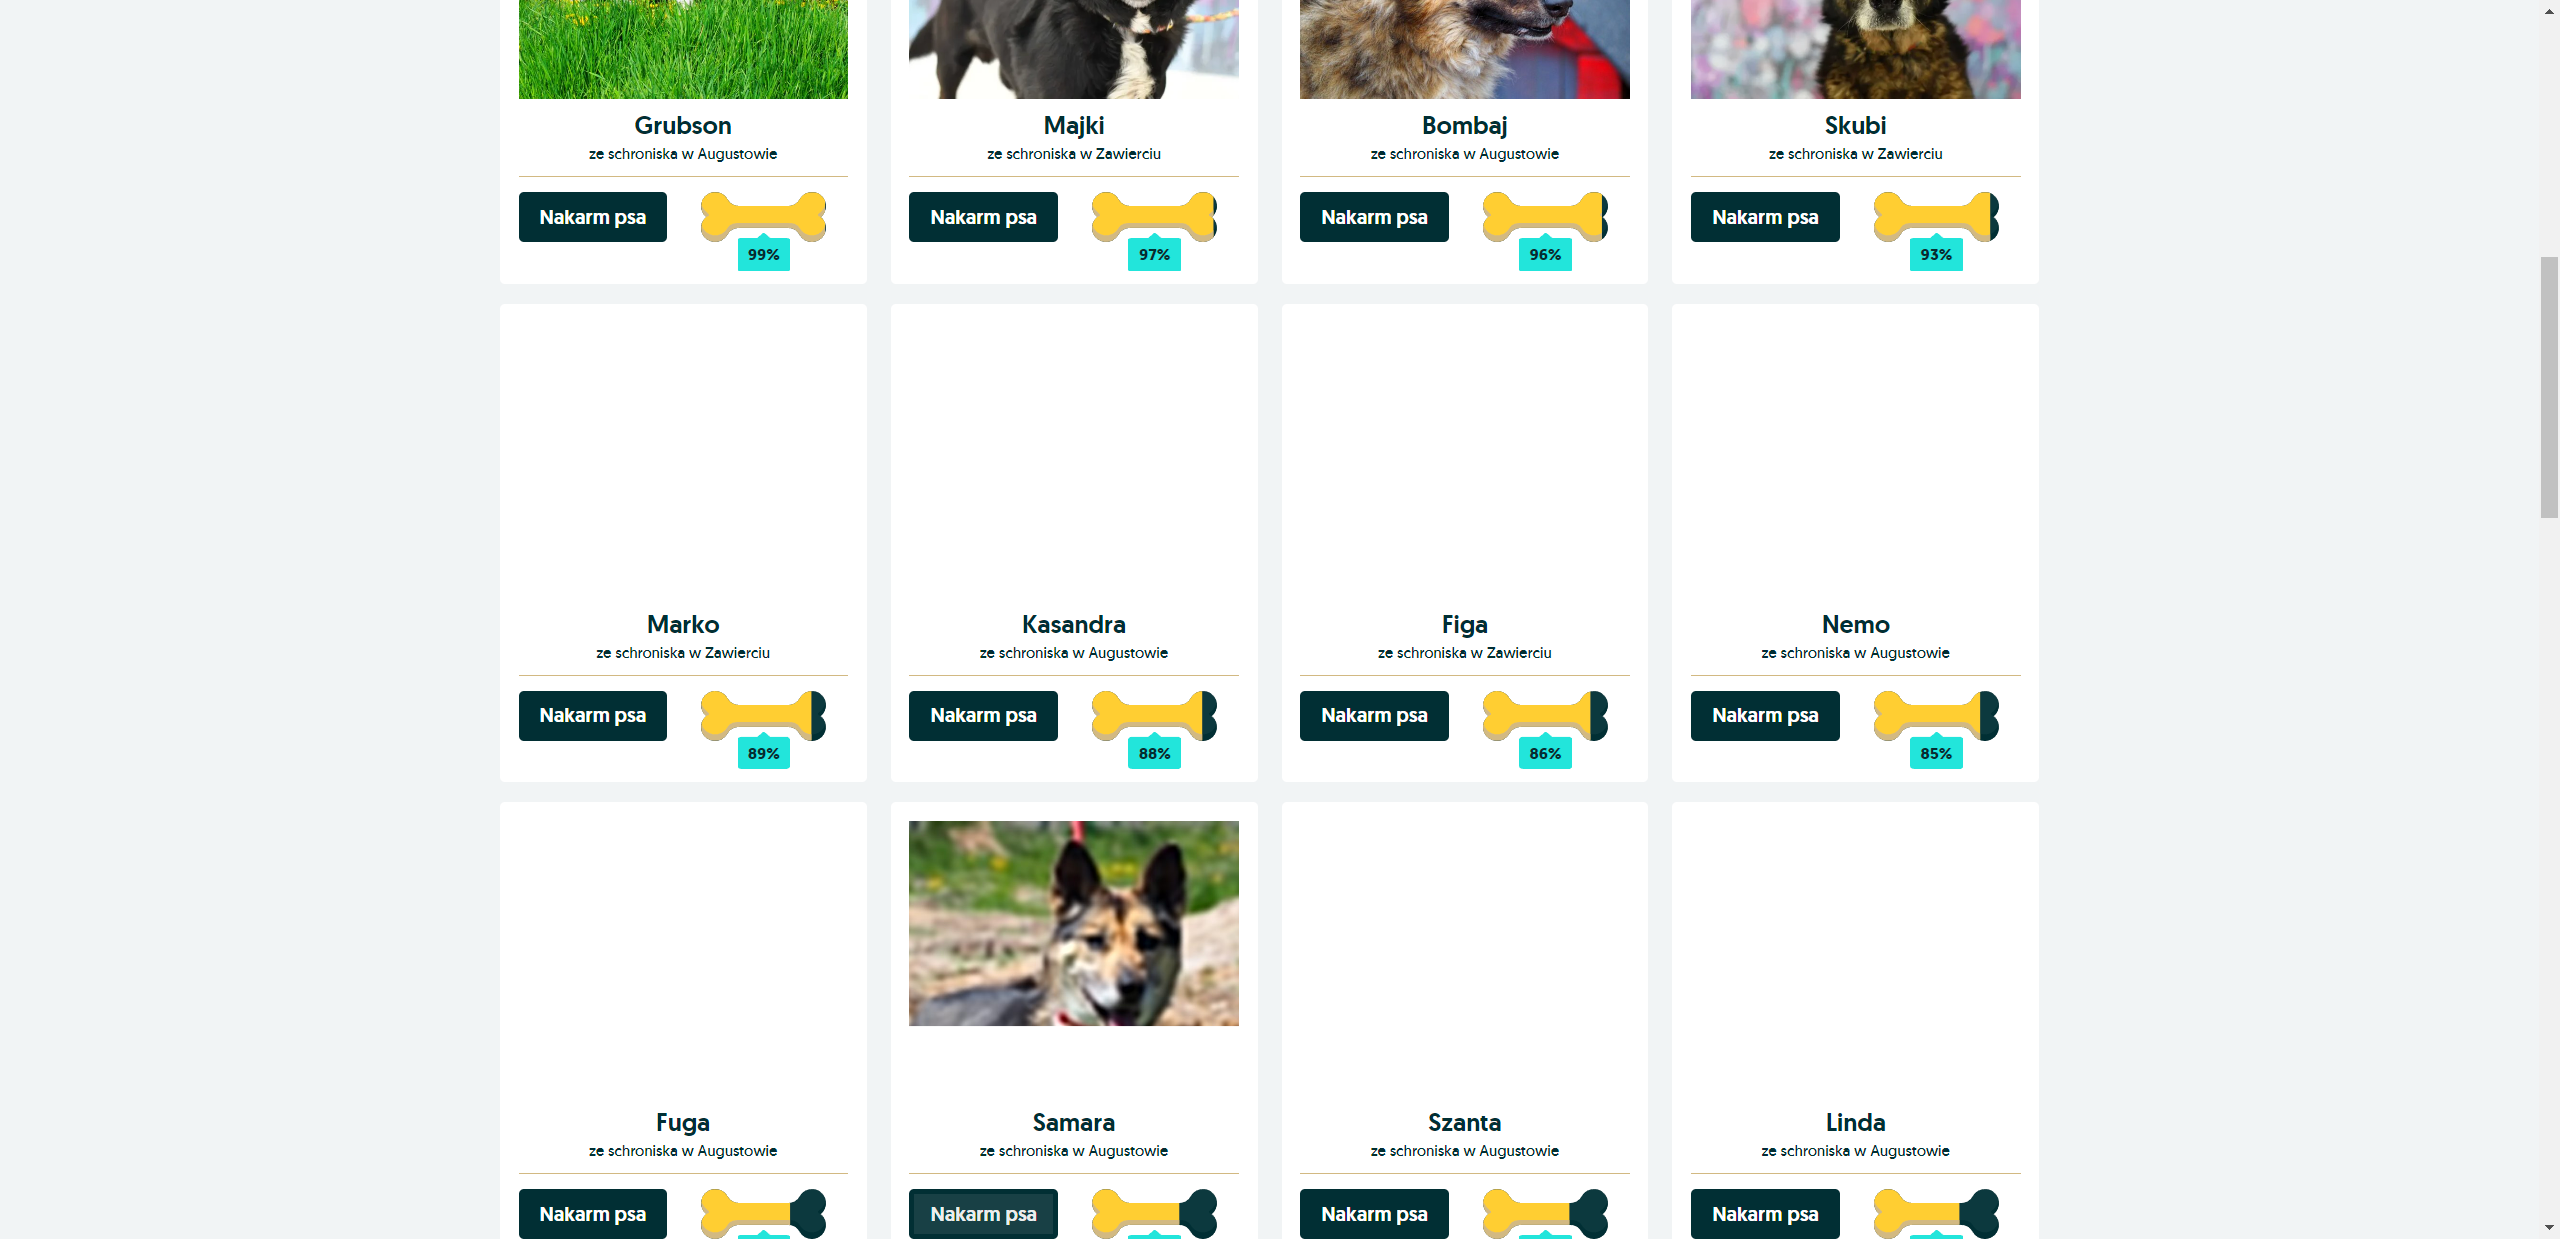 Grubson
ze schroniska w Augustowie
Nakarm psa
99%
Majki
ze schroniska w Zawierciu
Nakarm psa
97%
Bombaj
ze schroniska w Augustowie
Nakarm psa
96%
Skubi
ze schroniska w Zawierciu
Nakarm psa
93%
Marko
ze schroniska w Zawierciu
Nakarm psa
89%
Kasandra
ze schroniska w Augustowie
Nakarm psa
88%
Figa
ze schroniska w Zawierciu
Nakarm psa
86%
Nemo
ze schroniska w Augustowie
Nakarm psa
85%
Fuga
ze schroniska w Augustowie
Nakarm psa
Samara
ze schroniska w Augustowie
Nakarm psa
Szanta
ze schroniska w Augustowie
Nakarm psa
Linda
ze schroniska w Augustowie
Nakarm psa